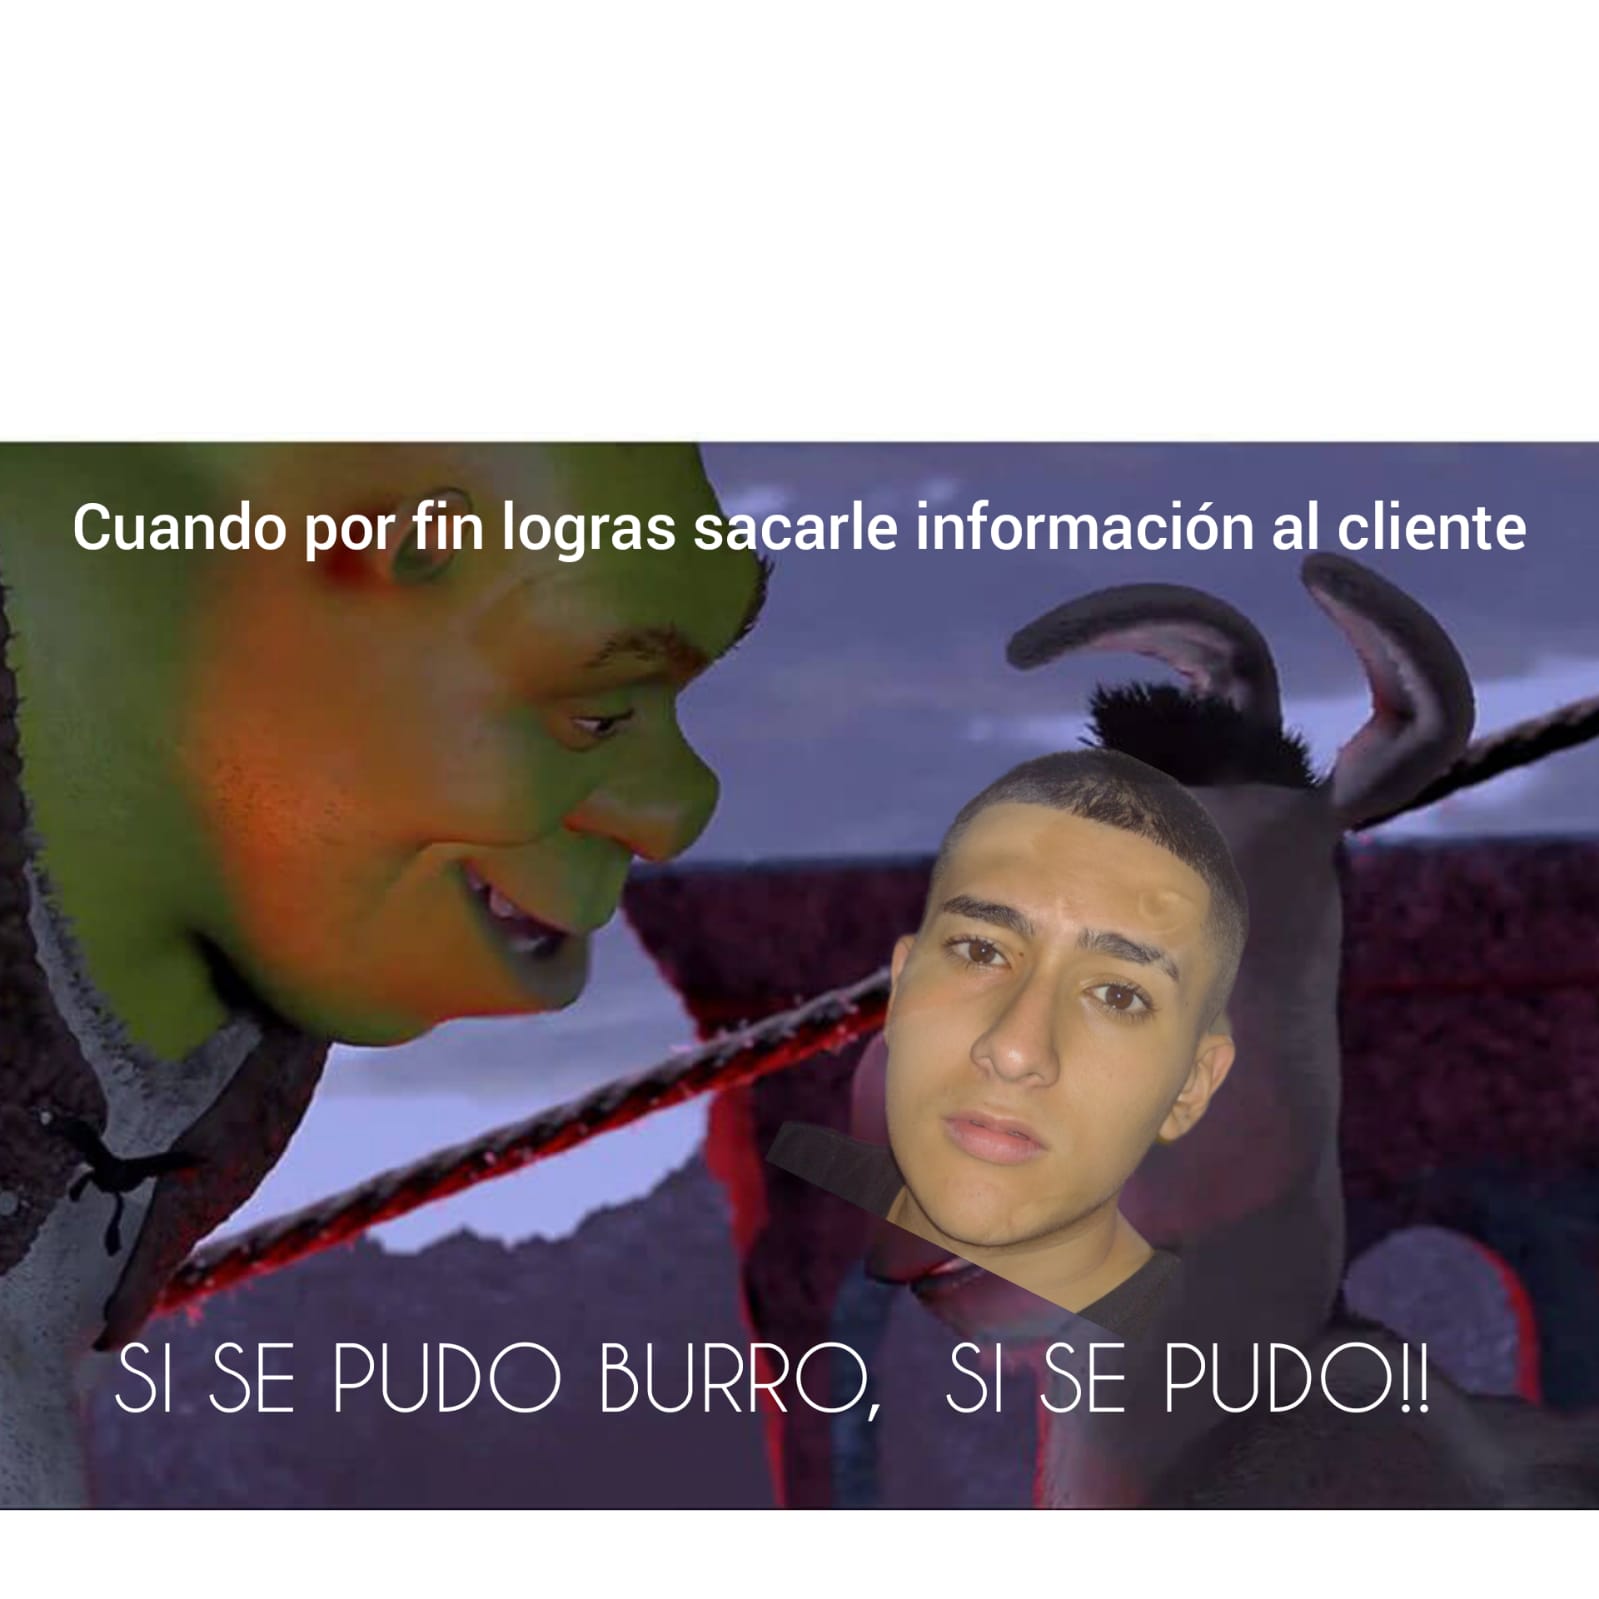 Cuando por fin logras sacarle información al cliente
SI SE PUDO BURRO, SI SE PUDO!!